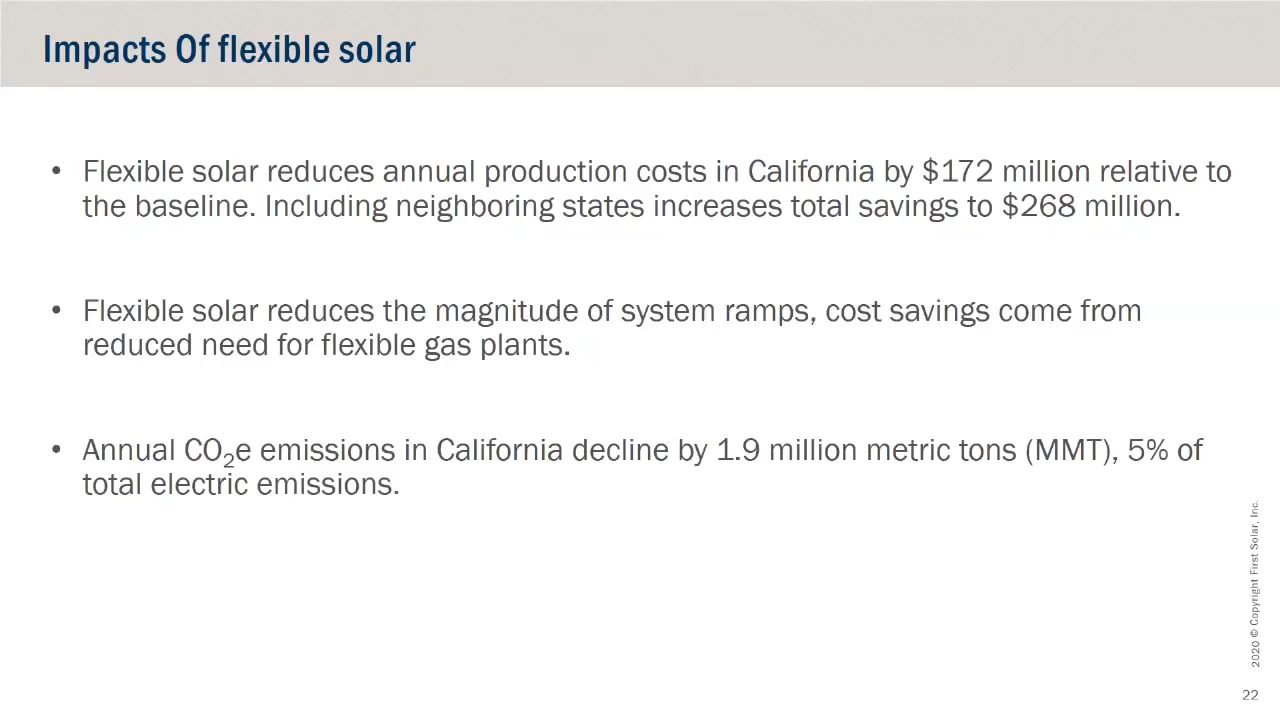 Impacts Of flexible solar
• Flexible solar reduces annual production costs in California by $172 million relative to
the baseline. Including neighboring states increases total savings to $268 million.
• Flexible solar reduces the magnitude of system ramps, cost savings come from
reduced need for flexible gas plants.
• Annual CO₂e emissions in California decline by 1.9 million metric tons (MMT), 5% of
total electric emissions.
2020 © Copyright First Solar, Inc.
22